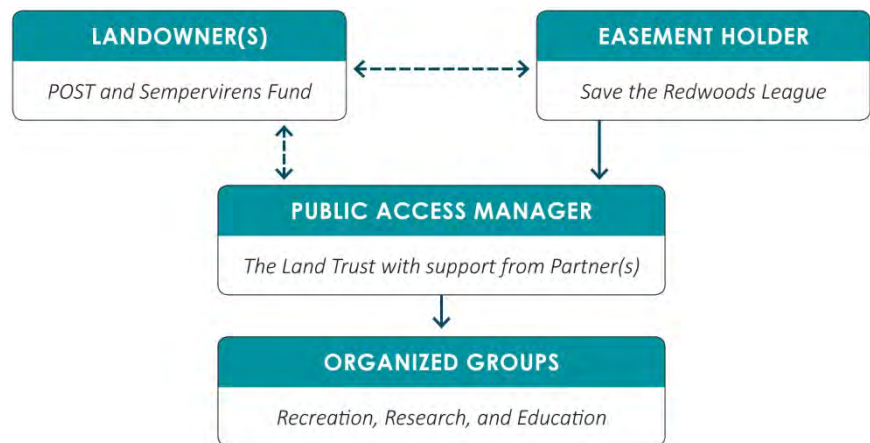 LANDOWNER(S)
POST and Sempervirens Fund
EASEMENT HOLDER
Save the Redwoods League
PUBLIC ACCESS MANAGER
The Land Trust with support from Partner(s)
ORGANIZED GROUPS
Recreation, Research, and Education